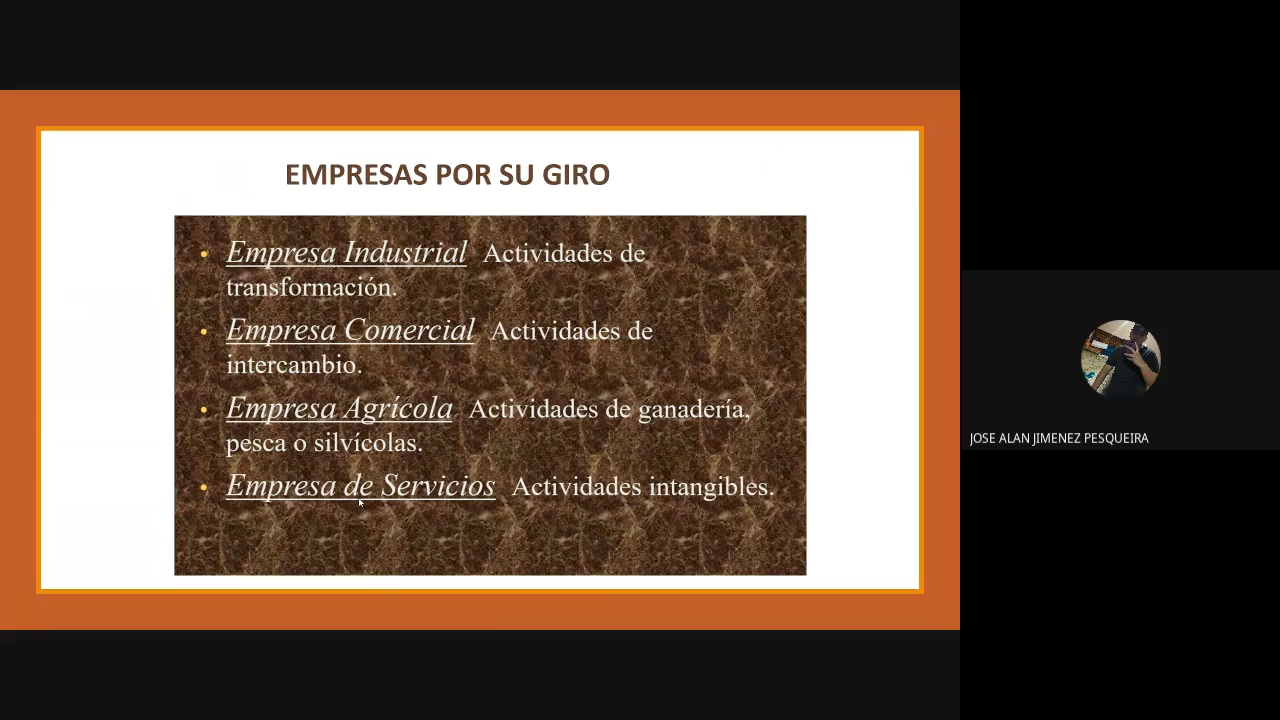 EMPRESAS POR SU GIRO
• Empresa Industrial Actividades de
transformación.
• Empresa Comercial Actividades de
intercambio.
• Empresa Agrícola Actividades de ganadería,
pesca o silvícolas.
• Empresa de Servicios Actividades intangibles.
JOSE ALAN JIMENEZ PESQUEIRA